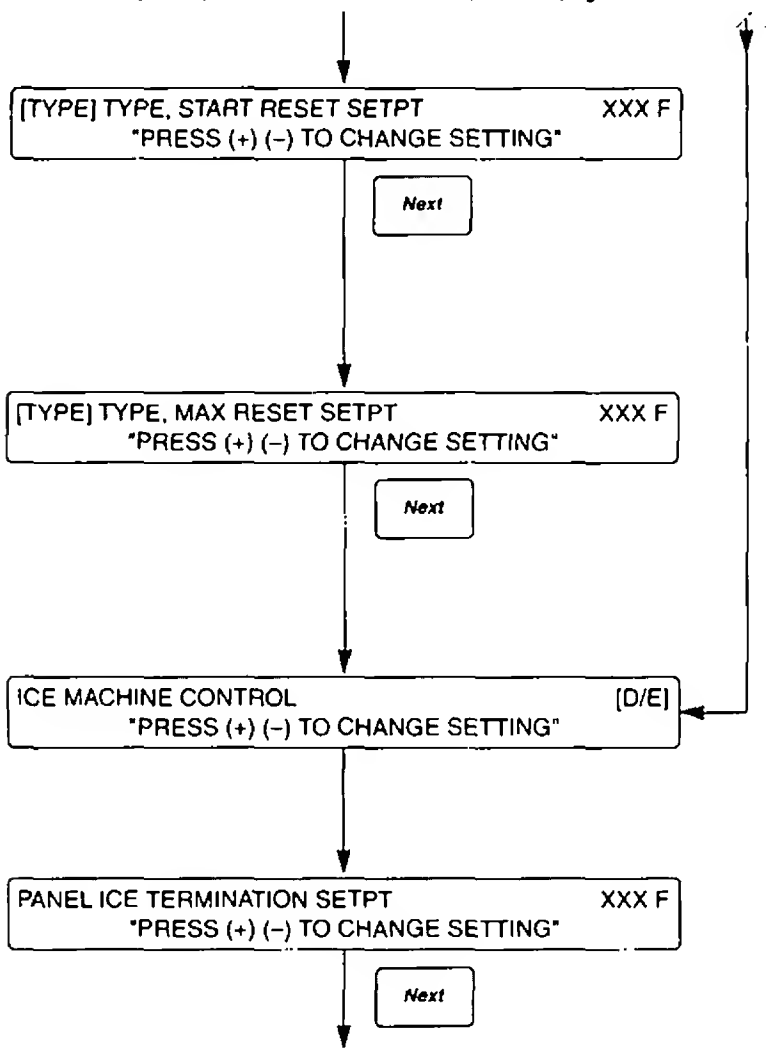 [TYPE] TYPE, START RESET SETPT XXX F
"PRESS (+) (–) TO CHANGE SETTING"
Next
[TYPE] TYPE, MAX RESET SETPT XXX F
"PRESS (+) (–) TO CHANGE SETTING"
Next
ICE MACHINE CONTROL [D/E]
"PRESS (+) (–) TO CHANGE SETTING"
PANEL ICE TERMINATION SETPT XXX F
"PRESS (+) (–) TO CHANGE SETTING"
Next